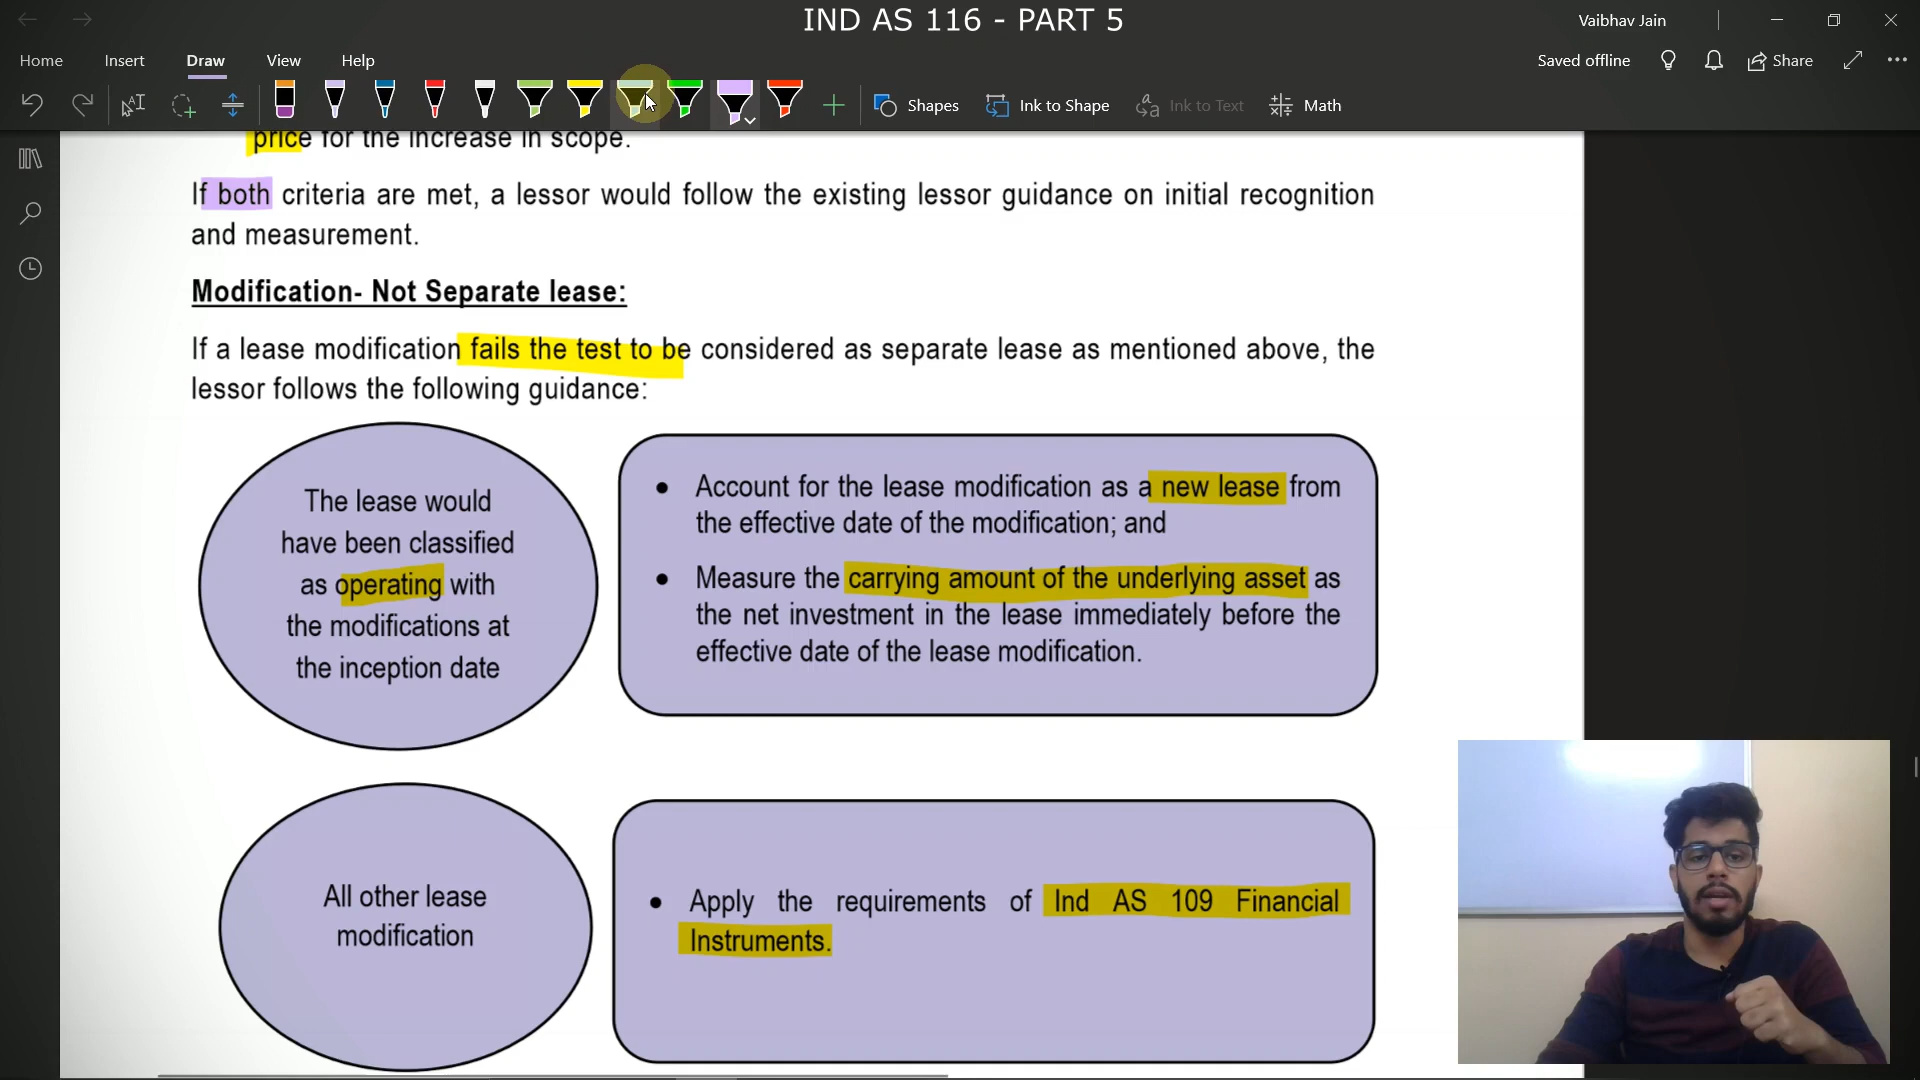 IND AS 116 - PART 5
Vaibhav Jain
Home Insert Draw View Help
Saved offline
Share
Shapes
Ink to Shape
Ink to Text
Math
price for the increase in scope.
If both criteria are met, a lessor would follow the existing lessor guidance on initial recognition
and measurement.
Modification- Not Separate lease:
If a lease modification fails the test to be considered as separate lease as mentioned above, the
lessor follows the following guidance:
The lease would
have been classified
as operating with
the modifications at
the inception date
• Account for the lease modification as a new lease from
the effective date of the modification; and
• Measure the carrying amount of the underlying asset as
the net investment in the lease immediately before the
effective date of the lease modification.
All other lease
modification
• Apply the requirements of Ind AS 109 Financial
Instruments.